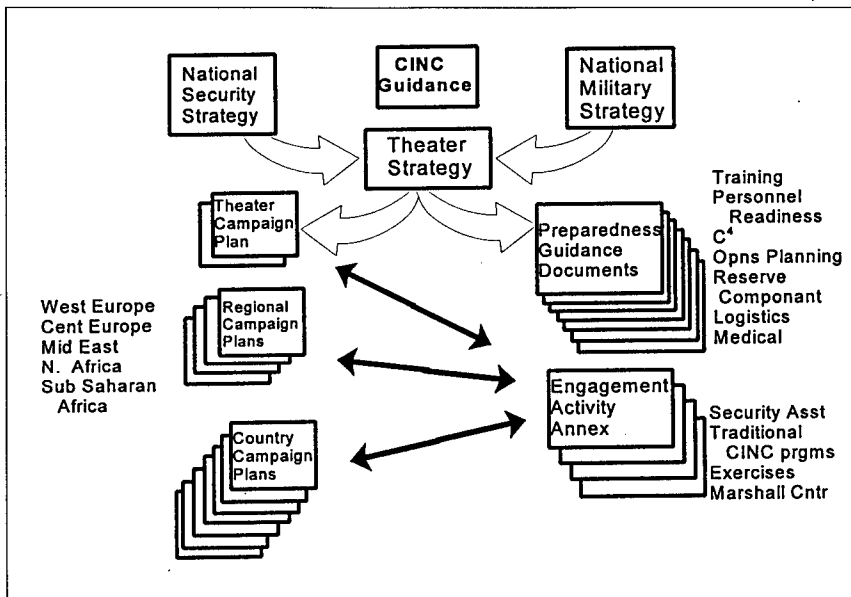 National
Security
Strategy
CINC
Guidance
National
Military
Strategy
Theater
Strategy
Theater
Campaign
Plan
Preparedness
Guidance
Documents
Training
Personnel
Readiness
C⁴
Opns Planning
Reserve
Componant
Logistics
Medical
West Europe
Cent Europe
Mid East
N. Africa
Sub Saharan
Africa
Regional
Campaign
Plans
Engagement
Activity
Annex
Security Asst
Traditional
CINC prgms
Exercises
Marshall Cntr
Country
Campaign
Plans